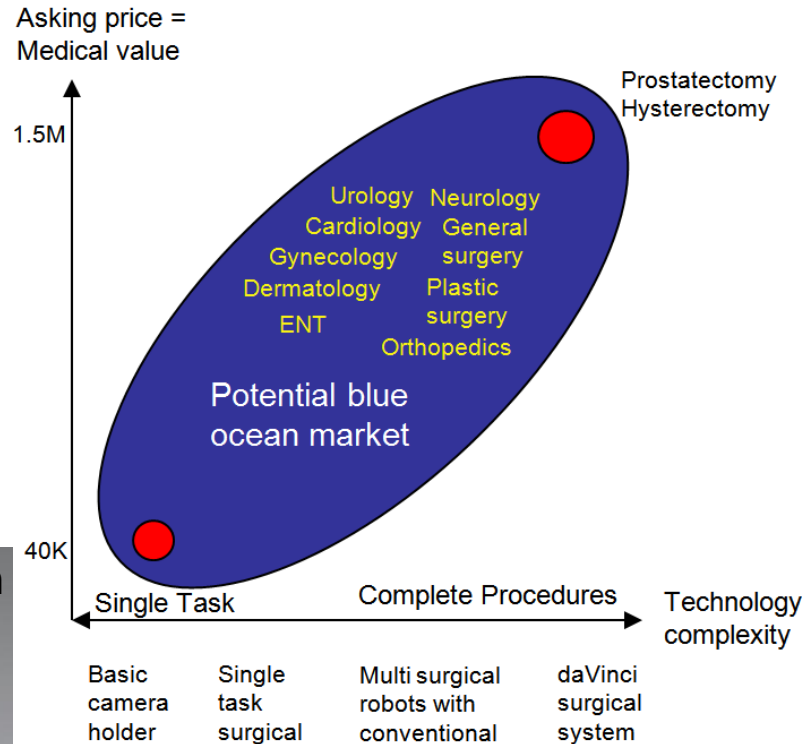 Asking price =
Medical value
Prostatectomy
Hysterectomy
1.5M
Urology
Neurology
Cardiology
General
surgery
Gynecology
Dermatology
Plastic
surgery
ENT
Orthopedics
Potential blue
ocean market
40K
Single Task
Complete Procedures
Technology
complexity
Basic
camera
holder
Single
task
surgical
Multi surgical
robots with
conventional
daVinci
surgical
system